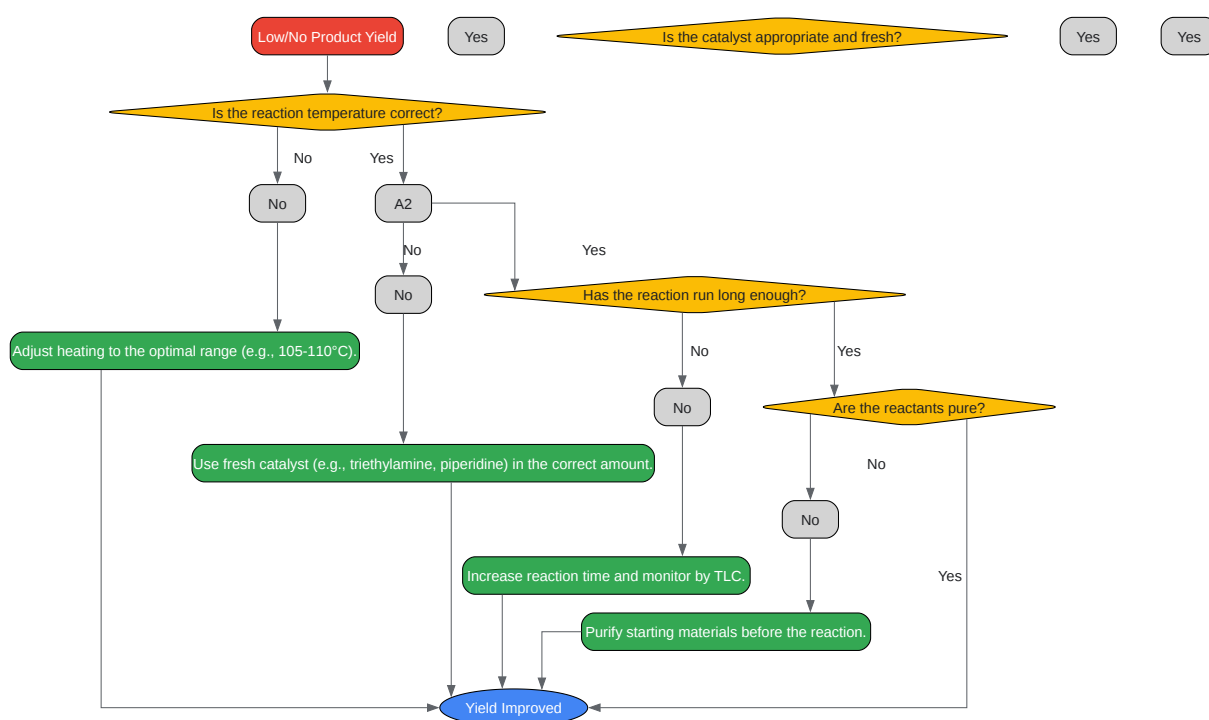 Low/No Product Yield
Yes
Is the catalyst appropriate and fresh?
Yes
Yes
Is the reaction temperature correct?
No
Yes
No
A2
No
Yes
No
Has the reaction run long enough?
Adjust heating to the optimal range (e.g., 105-110°C).
No
Yes
No
Are the reactants pure?
Use fresh catalyst (e.g., triethylamine, piperidine) in the correct amount.
No
No
Increase reaction time and monitor by TLC.
Yes
Purify starting materials before the reaction.
Yield Improved